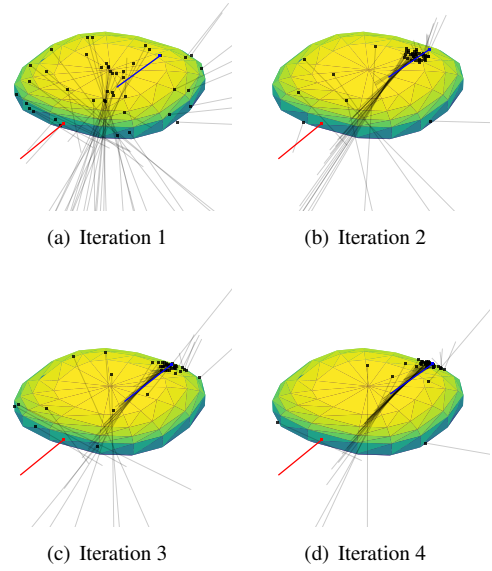 (a) Iteration 1
(b) Iteration 2
(c) Iteration 3
(d) Iteration 4